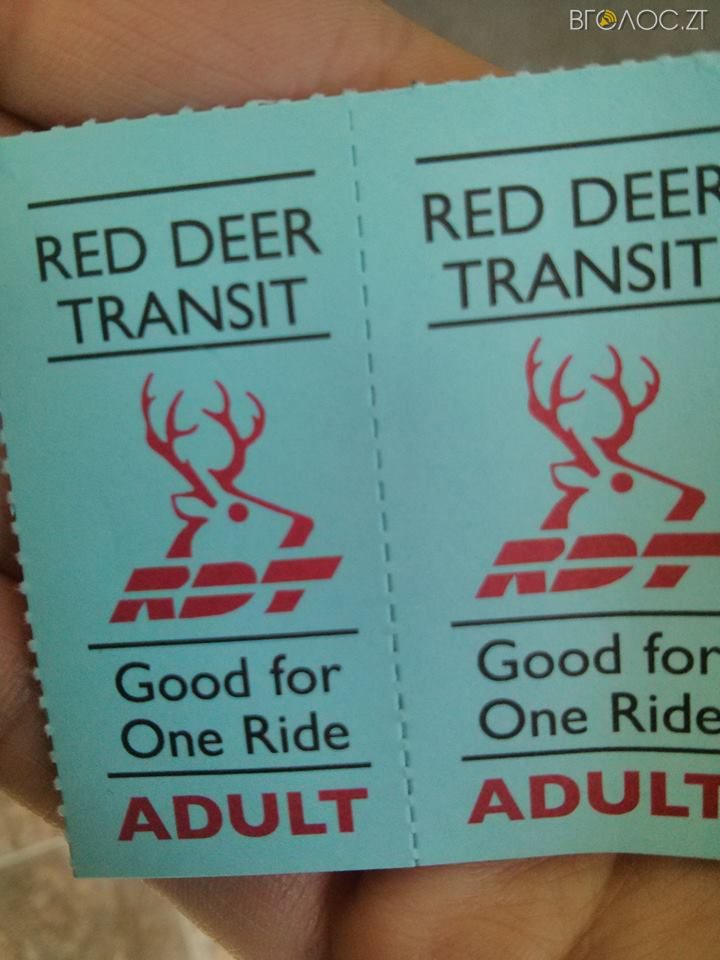 ВГОЛОС.ZT
RED DEER
TRANSIT
RDT
Good for
One Ride
ADULT
RED DEER
TRANSIT
RDT
Good for
One Ride
ADULT